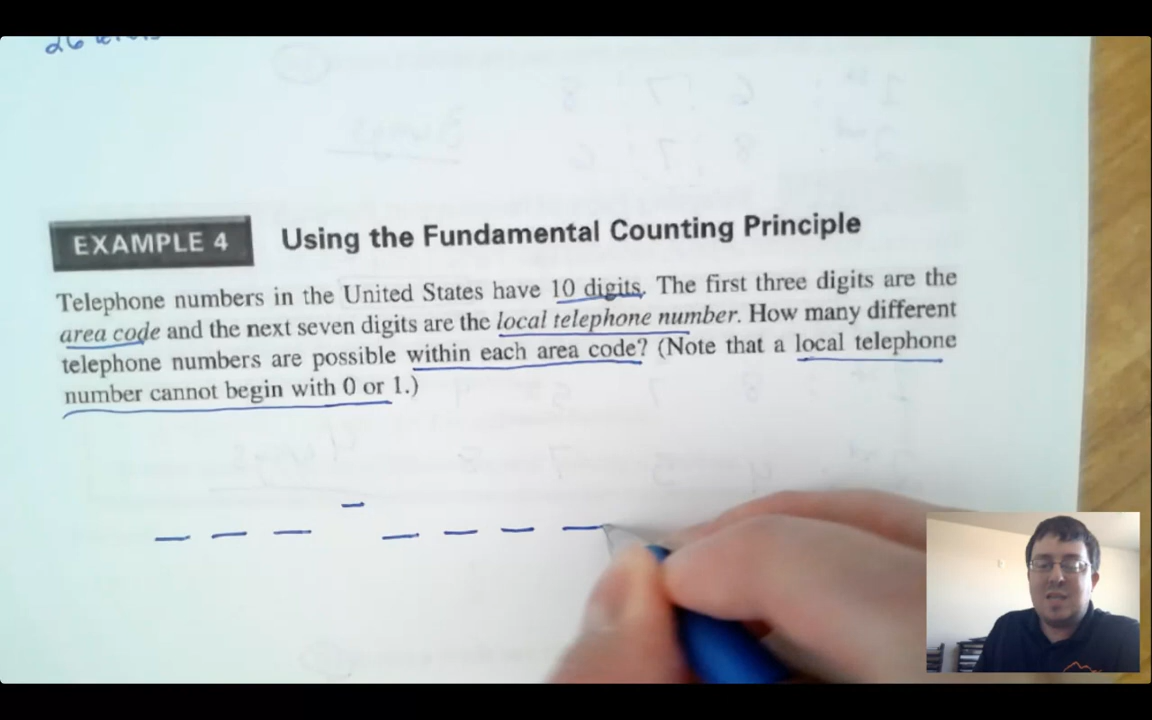 EXAMPLE 4 Using the Fundamental Counting Principle
Telephone numbers in the United States have 10 digits. The first three digits are the
area code and the next seven digits are the local telephone number. How many different
telephone numbers are possible within each area code? (Note that a local telephone
number cannot begin with 0 or 1.)